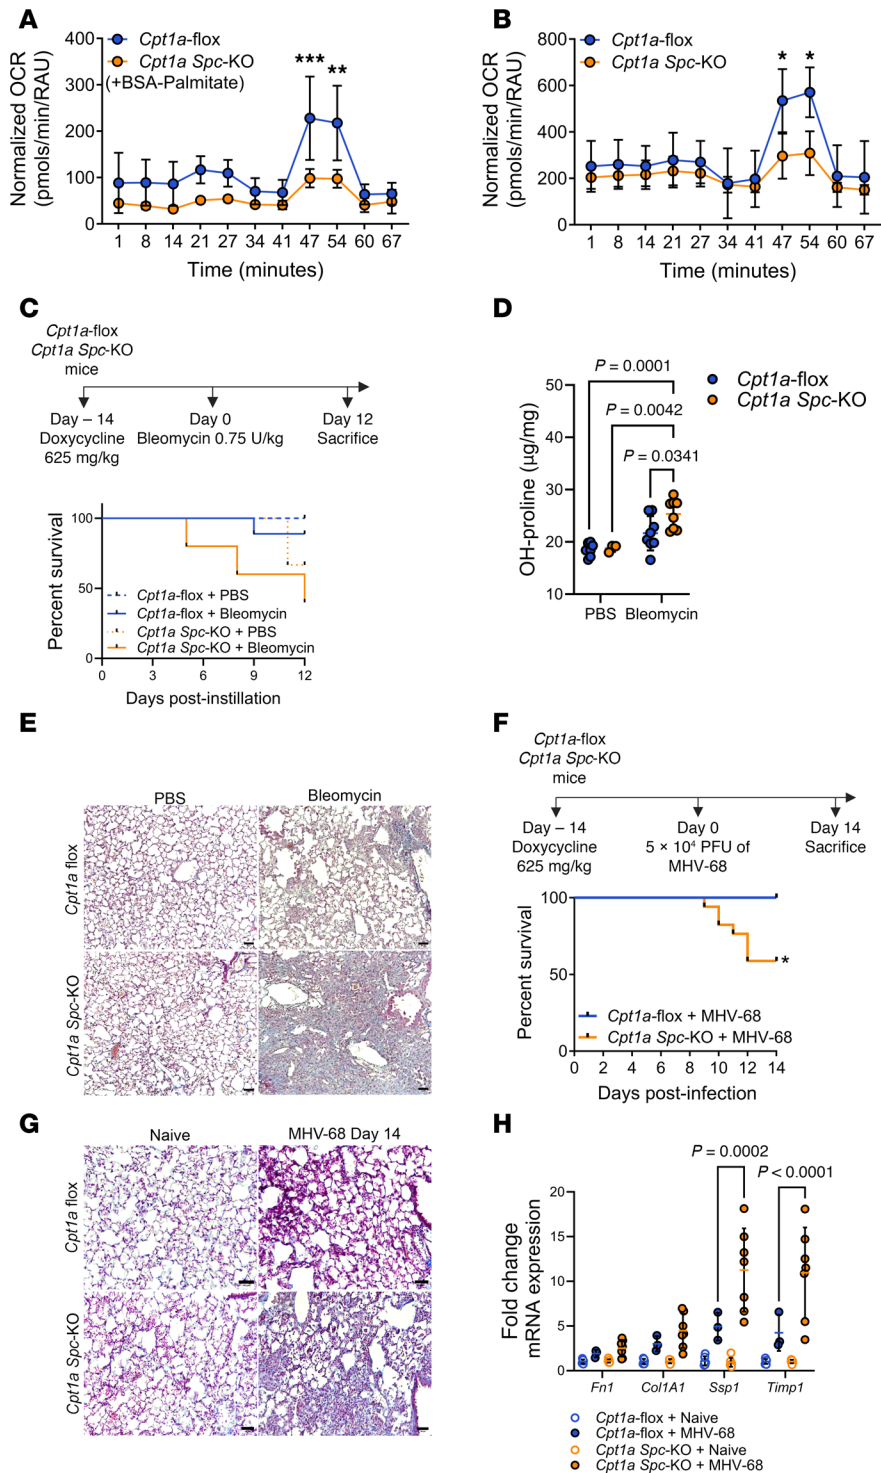 A
Normalized OCR
(pmols/min/RAU)
400
300
200
100
0
Cpt1a-flox
Cpt1a Spc-KO
(+BSA-Palmitate)
***
**
1 8 14 21 27 34 41 47 54 60 67
Time (minutes)
B
Normalized OCR
(pmols/min/RAU)
800
600
400
200
0
Cpt1a-flox
Cpt1a Spc-KO
* *
1 8 14 21 27 34 41 47 54 60 67
Time (minutes)
C
Cpt1a-flox
Cpt1a Spc-KO
mice
Day – 14
Doxycycline
625 mg/kg
Day 0
Bleomycin 0.75 U/kg
Day 12
Sacrifice
Percent survival
100
50
0
Cpt1a-flox + PBS
Cpt1a-flox + Bleomycin
Cpt1a Spc-KO + PBS
Cpt1a Spc-KO + Bleomycin
0 3 6 9 12
Days post-instillation
D
Cpt1a-flox
Cpt1a Spc-KO
OH-proline (μg/mg)
50
40
30
20
10
P = 0.0001
P = 0.0042
P = 0.0341
PBS Bleomycin
E
PBS Bleomycin
Cpt1a flox
Cpt1a Spc-KO
F
Cpt1a-flox
Cpt1a Spc-KO
mice
Day – 14
Doxycycline
625 mg/kg
Day 0
5 × 10⁴ PFU of
MHV-68
Day 14
Sacrifice
Percent survival
100
50
0
*
Cpt1a-flox + MHV-68
Cpt1a Spc-KO + MHV-68
0 2 4 6 8 10 12 14
Days post-infection
G
Naive MHV-68 Day 14
Cpt1a flox
Cpt1a Spc-KO
H
Fold change
mRNA expression
20
15
10
5
0
P = 0.0002
P < 0.0001
Fn1 Col1A1 Ssp1 Timp1
Cpt1a-flox + Naive
Cpt1a-flox + MHV-68
Cpt1a Spc-KO + Naive
Cpt1a Spc-KO + MHV-68